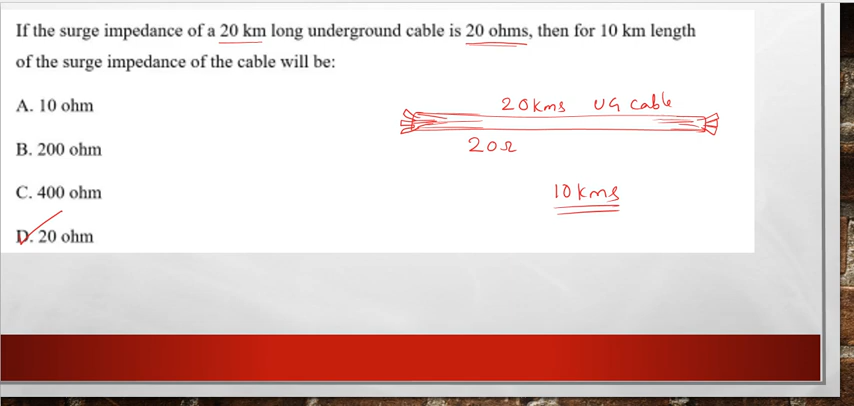 If the surge impedance of a 20 km long underground cable is 20 ohms, then for 10 km length
of the surge impedance of the cable will be:
A. 10 ohm
20kms UG cable
B. 200 ohm
20Ω
C. 400 ohm
10kms
D. 20 ohm